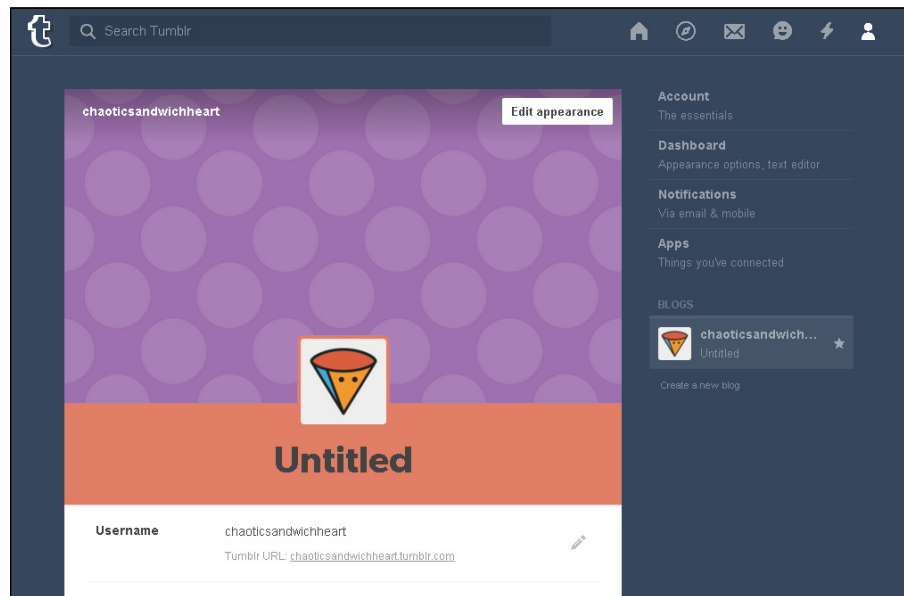 Search Tumblr
chaoticsandwichheart
Edit appearance
Untitled
Username
chaoticsandwichheart
Tumblr URL: chaoticsandwichheart.tumblr.com
Account
The essentials
Dashboard
Appearance options, text editor
Notifications
Via email & mobile
Apps
Things you've connected
BLOGS
chaoticsandwich...
Untitled
Create a new blog